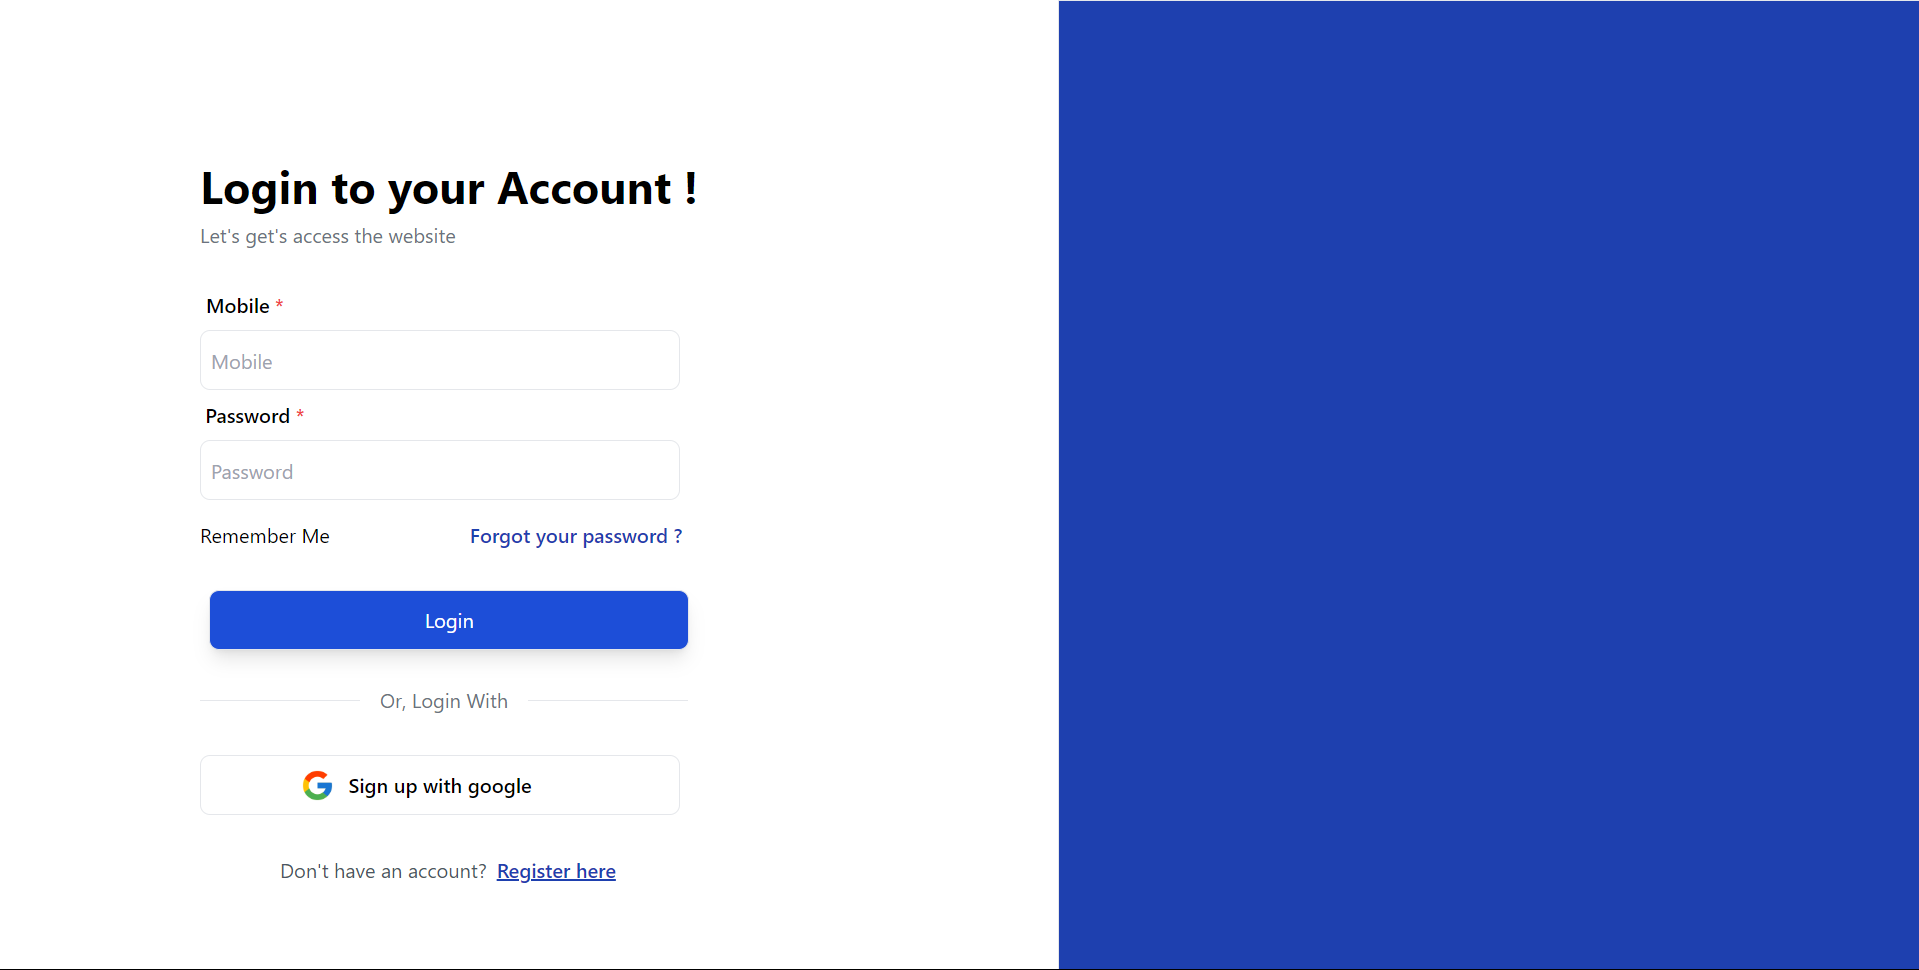 Login to your Account !
Let's get's access the website
Mobile *
Mobile
Password *
Password
Remember Me Forgot your password ?
Login
Or, Login With
Sign up with google
Don't have an account? Register here